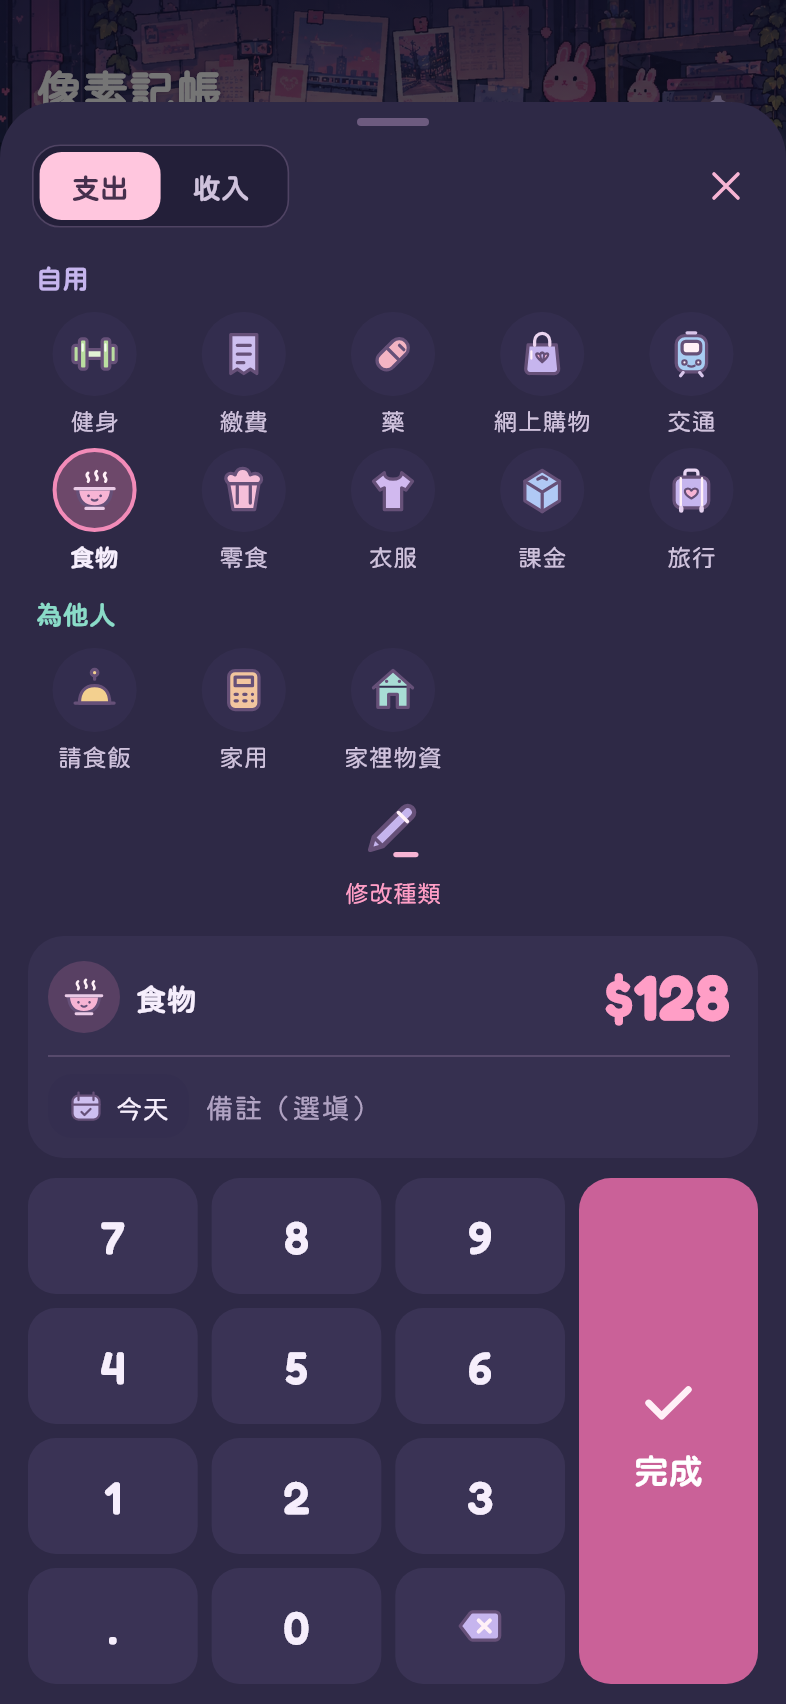 像素記帳
支出 收入
自用
健身 繳費 藥 網上購物 交通
食物 零食 衣服 課金 旅行
為他人
請食飯 家用 家裡物資
修改種類
食物 $128
今天 備註（選填）
7 8 9
4 5 6
1 2 3
完成
. 0